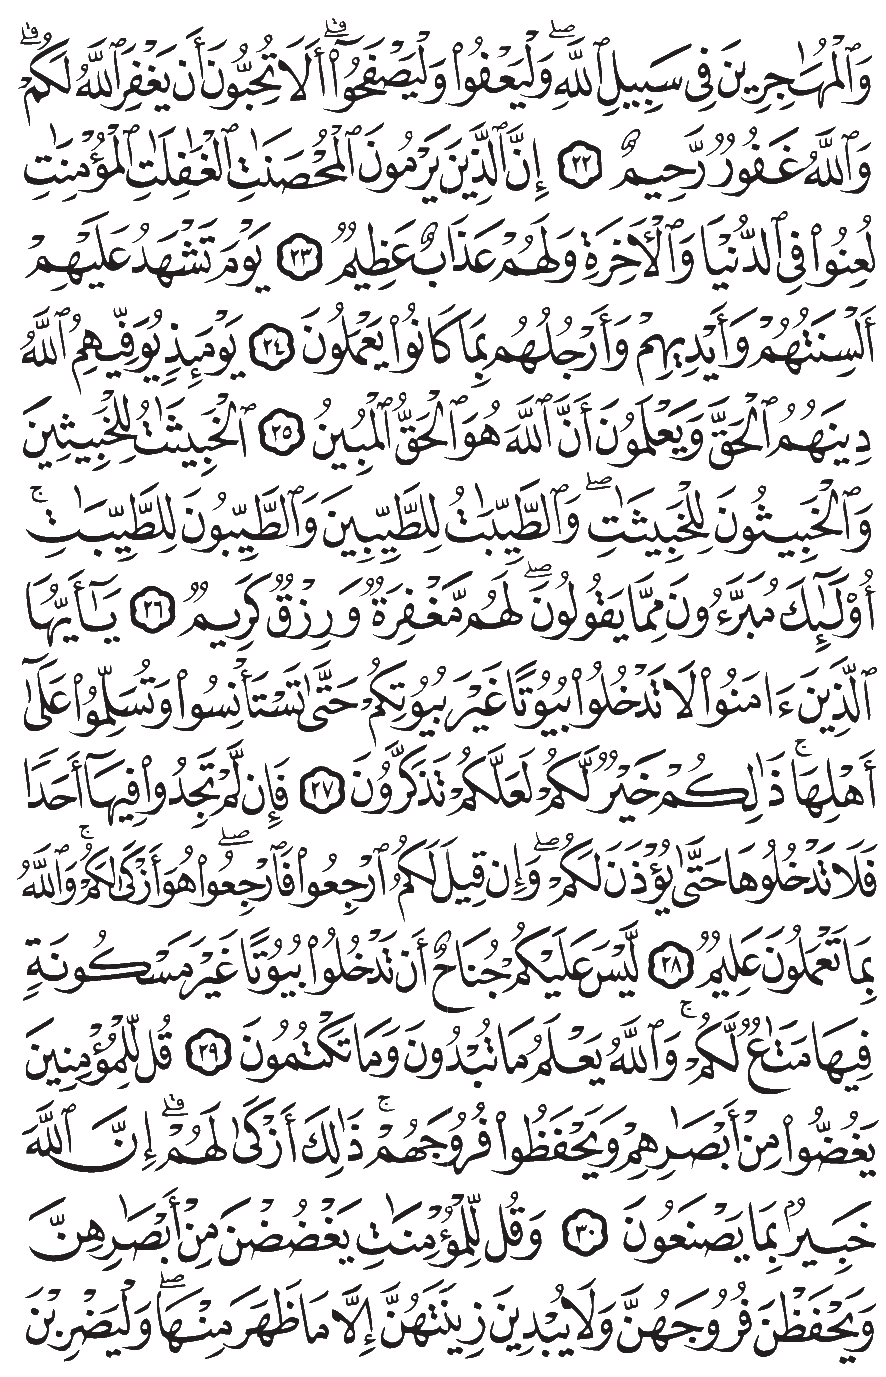 وَٱلْمُهَـٰجِرِينَ فِى سَبِيلِ ٱللَّهِ ۖ وَلْيَعْفُوا۟ وَلْيَصْفَحُوٓا۟ ۗ أَلَا تُحِبُّونَ أَن يَغْفِرَ ٱللَّهُ لَكُمْ ۗ
وَٱللَّهُ غَفُورٌ رَّحِيمٌ ٢٢ إِنَّ ٱلَّذِينَ يَرْمُونَ ٱلْمُحْصَنَـٰتِ ٱلْغَـٰفِلَـٰتِ ٱلْمُؤْمِنَـٰتِ
لُعِنُوا۟ فِى ٱلدُّنْيَا وَٱلْـَٔاخِرَةِ وَلَهُمْ عَذَابٌ عَظِيمٌ ٢٣ يَوْمَ تَشْهَدُ عَلَيْهِمْ
أَلْسِنَتُهُمْ وَأَيْدِيهِمْ وَأَرْجُلُهُم بِمَا كَانُوا۟ يَعْمَلُونَ ٢٤ يَوْمَئِذٍ يُوَفِّيهِمُ ٱللَّهُ
دِينَهُمُ ٱلْحَقَّ وَيَعْلَمُونَ أَنَّ ٱللَّهَ هُوَ ٱلْحَقُّ ٱلْمُبِينُ ٢٥ ٱلْخَبِيثَـٰتُ لِلْخَبِيثِينَ
وَٱلْخَبِيثُونَ لِلْخَبِيثَـٰتِ ۖ وَٱلطَّيِّبَـٰتُ لِلطَّيِّبِينَ وَٱلطَّيِّبُونَ لِلطَّيِّبَـٰتِ ۚ
أُو۟لَـٰٓئِكَ مُبَرَّءُونَ مِمَّا يَقُولُونَ ۖ لَهُم مَّغْفِرَةٌ وَرِزْقٌ كَرِيمٌ ٢٦ يَـٰٓأَيُّهَا
ٱلَّذِينَ ءَامَنُوا۟ لَا تَدْخُلُوا۟ بُيُوتًا غَيْرَ بُيُوتِكُمْ حَتَّىٰ تَسْتَأْنِسُوا۟ وَتُسَلِّمُوا۟ عَلَىٰٓ
أَهْلِهَا ۚ ذَٰلِكُمْ خَيْرٌ لَّكُمْ لَعَلَّكُمْ تَذَكَّرُونَ ٢٧ فَإِن لَّمْ تَجِدُوا۟ فِيهَآ أَحَدًا
فَلَا تَدْخُلُوهَا حَتَّىٰ يُؤْذَنَ لَكُمْ ۖ وَإِن قِيلَ لَكُمُ ٱرْجِعُوا۟ فَٱرْجِعُوا۟ ۖ هُوَ أَزْكَىٰ لَكُمْ ۚ وَٱللَّهُ
بِمَا تَعْمَلُونَ عَلِيمٌ ٢٨ لَّيْسَ عَلَيْكُمْ جُنَاحٌ أَن تَدْخُلُوا۟ بُيُوتًا غَيْرَ مَسْكُونَةٍ
فِيهَا مَتَـٰعٌ لَّكُمْ ۚ وَٱللَّهُ يَعْلَمُ مَا تُبْدُونَ وَمَا تَكْتُمُونَ ٢٩ قُل لِّلْمُؤْمِنِينَ
يَغُضُّوا۟ مِنْ أَبْصَـٰرِهِمْ وَيَحْفَظُوا۟ فُرُوجَهُمْ ۚ ذَٰلِكَ أَزْكَىٰ لَهُمْ ۗ إِنَّ ٱللَّهَ
خَبِيرٌۢ بِمَا يَصْنَعُونَ ٣٠ وَقُل لِّلْمُؤْمِنَـٰتِ يَغْضُضْنَ مِنْ أَبْصَـٰرِهِنَّ
وَيَحْفَظْنَ فُرُوجَهُنَّ وَلَا يُبْدِينَ زِينَتَهُنَّ إِلَّا مَا ظَهَرَ مِنْهَا ۖ وَلْيَضْرِبْنَ